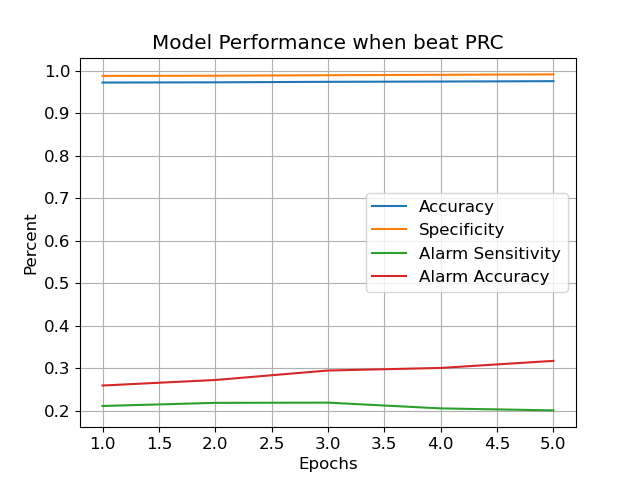 Model Performance when beat PRC
1.0
0.9
0.8
0.7
0.6
0.5
0.4
0.3
0.2
Percent
Accuracy
Specificity
Alarm Sensitivity
Alarm Accuracy
1.0 1.5 2.0 2.5 3.0 3.5 4.0 4.5 5.0
Epochs